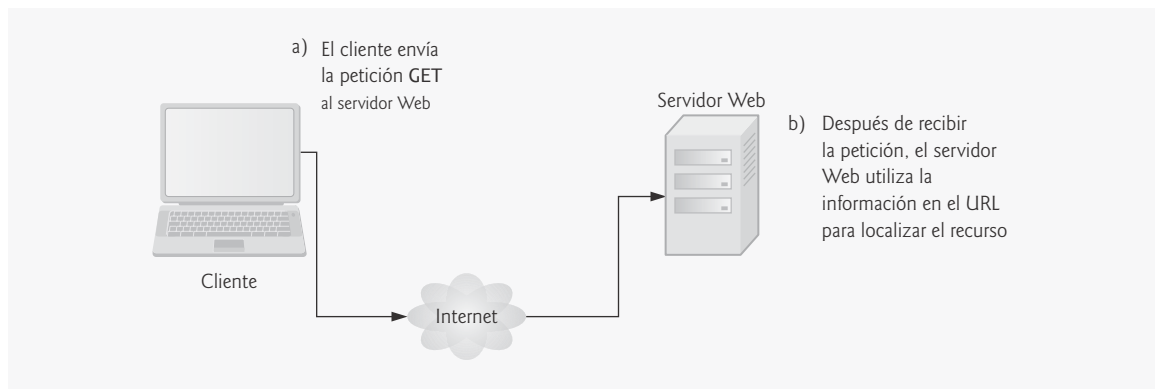 a) El cliente envía
la petición GET
al servidor Web
Servidor Web
b) Después de recibir
la petición, el servidor
Web utiliza la
información en el URL
para localizar el recurso
Cliente
Internet